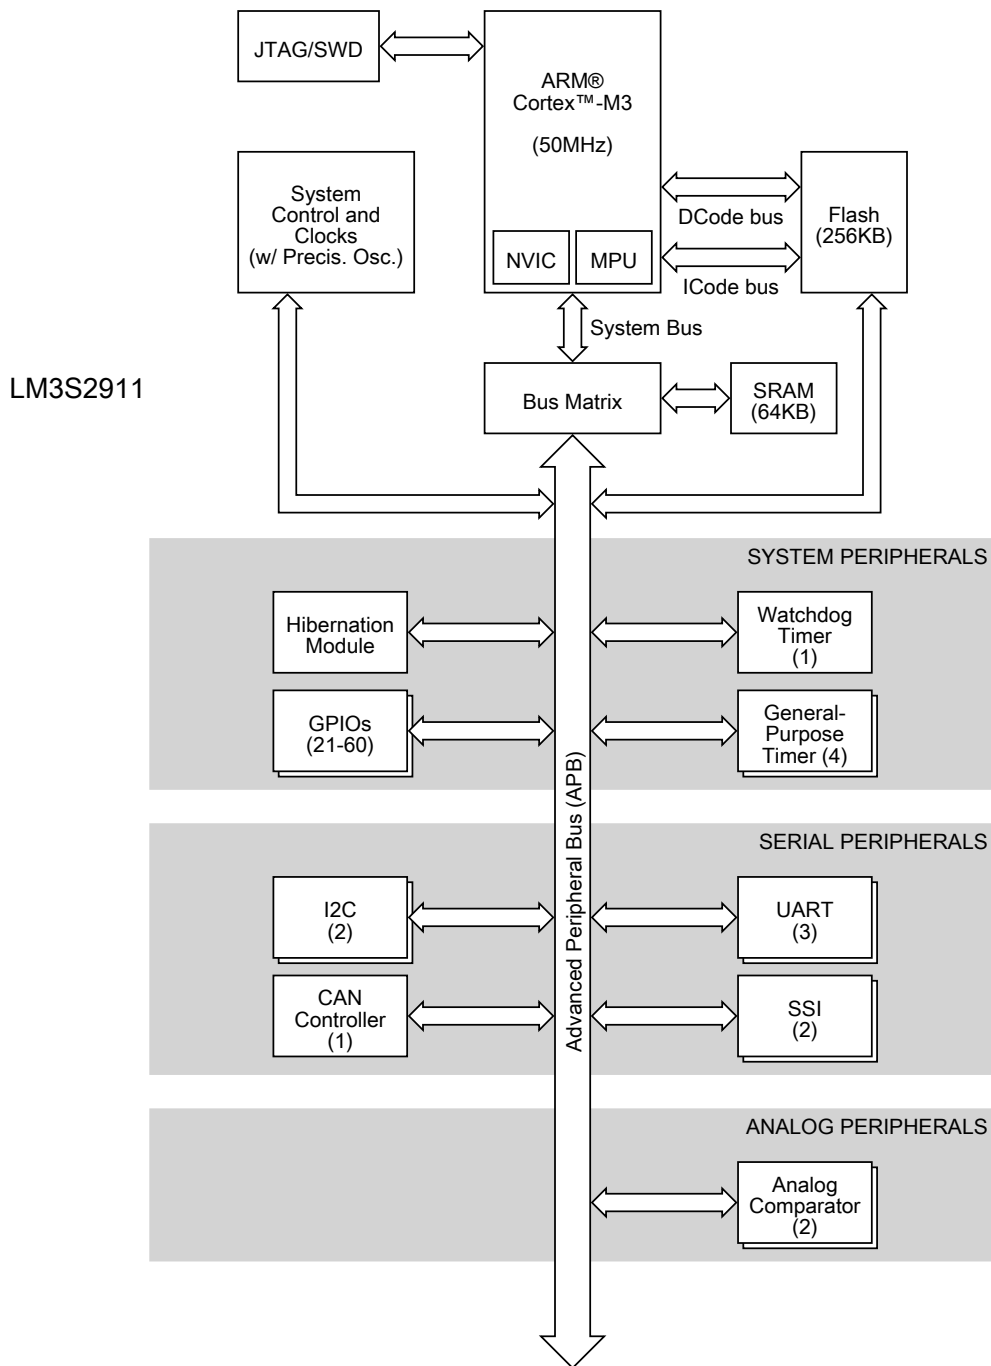 JTAG/SWD
ARM®
Cortex™-M3
(50MHz)
System
Control and
Clocks
(w/ Precis. Osc.)
DCode bus
Flash
(256KB)
NVIC
MPU
ICode bus
System Bus
LM3S2911
Bus Matrix
SRAM
(64KB)
SYSTEM PERIPHERALS
Hibernation
Module
Watchdog
Timer
(1)
GPIOs
(21-60)
General-
Purpose
Timer (4)
Advanced Peripheral Bus (APB)
SERIAL PERIPHERALS
I2C
(2)
UART
(3)
CAN
Controller
(1)
SSI
(2)
ANALOG PERIPHERALS
Analog
Comparator
(2)